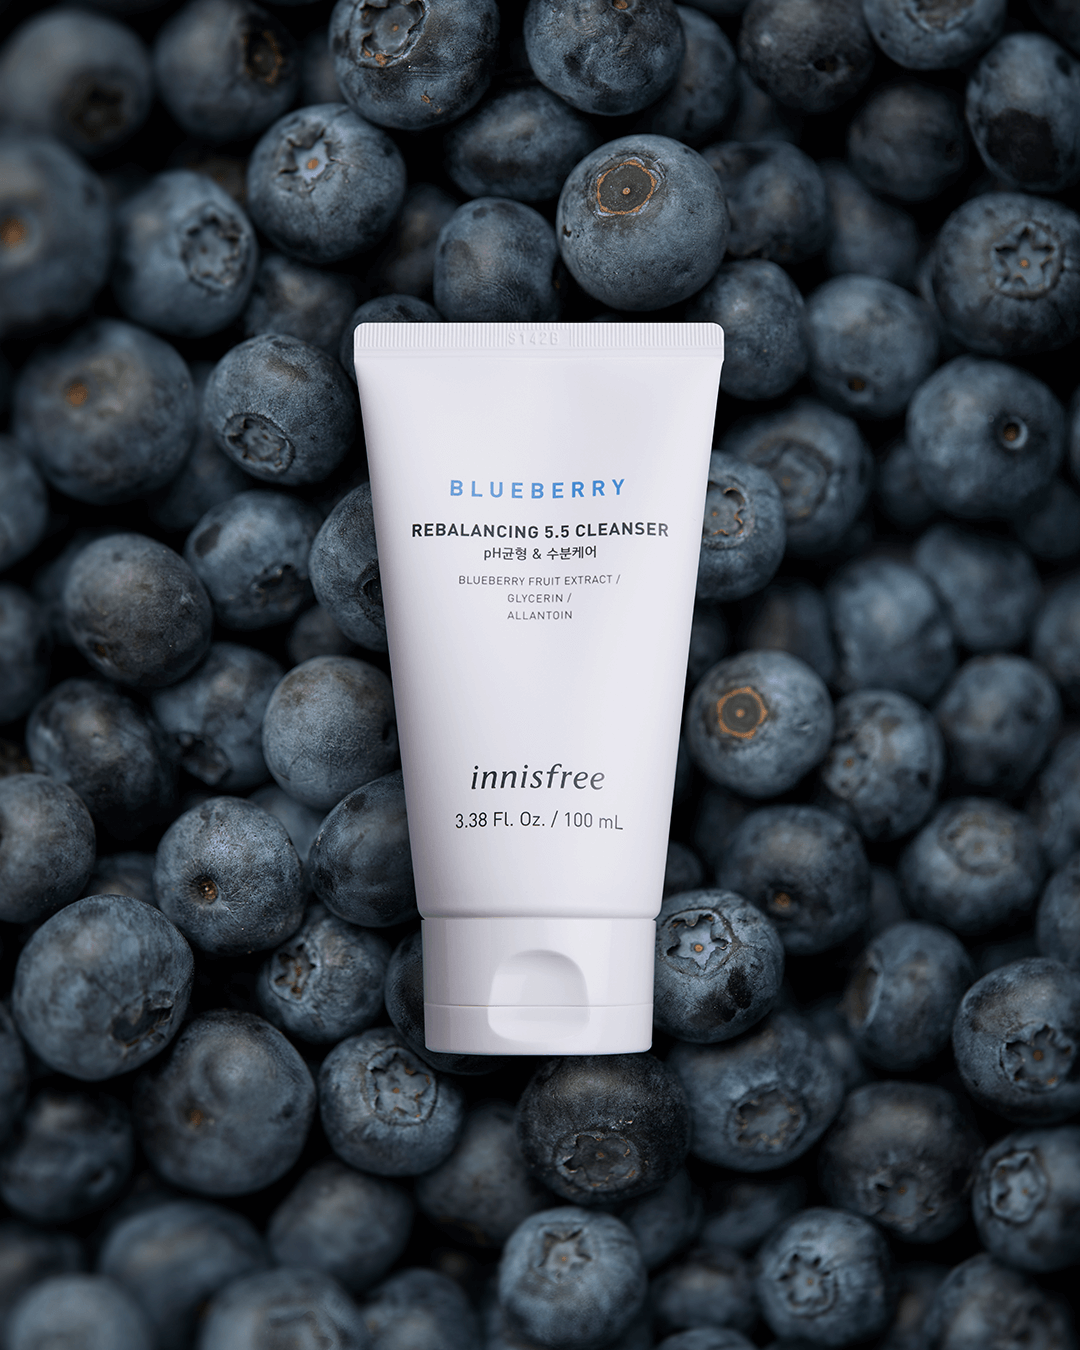 S142G
BLUEBERRY
REBALANCING 5.5 CLEANSER
pH균형 & 수분케어
BLUEBERRY FRUIT EXTRACT /
GLYCERIN /
ALLANTOIN
innisfree
3.38 Fl. Oz. / 100 mL